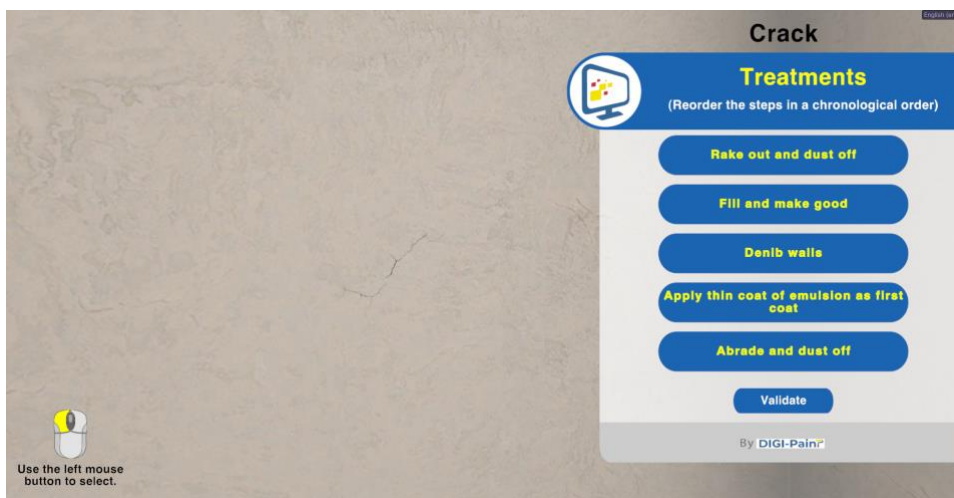 English (en
Crack
Treatments
(Reorder the steps in a chronological order)
Rake out and dust off
Fill and make good
Denib walls
Apply thin coat of emulsion as first
coat
Abrade and dust off
Validate
By DIGI-Paint
Use the left mouse
button to select.